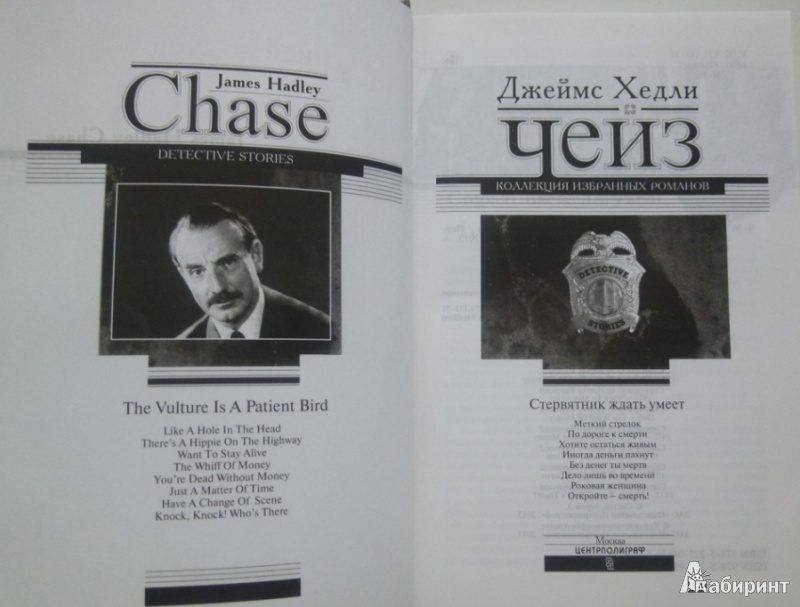 James Hadley
Chase
DETECTIVE STORIES
The Vulture Is A Patient Bird
Like A Hole In The Head
There's A Hippie On The Highway
Want To Stay Alive
The Whiff Of Money
You're Dead Without Money
Just A Matter Of Time
Have A Change Of Scene
Knock, Knock! Who's There
Джеймс Хедли
Чейз
КОЛЛЕКЦИЯ ИЗБРАННЫХ РОМАНОВ
DETECTIVE
STORIES
Стервятник ждать умеет
Меткий стрелок
По дороге к смерти
Хотите остаться живым
Иногда деньги пахнут
Без денег ты мертв
Дело лишь во времени
Роковая женщина
Откройте – смерть!
Москва
ЦЕНТРПОЛИГРАФ
Лабиринт